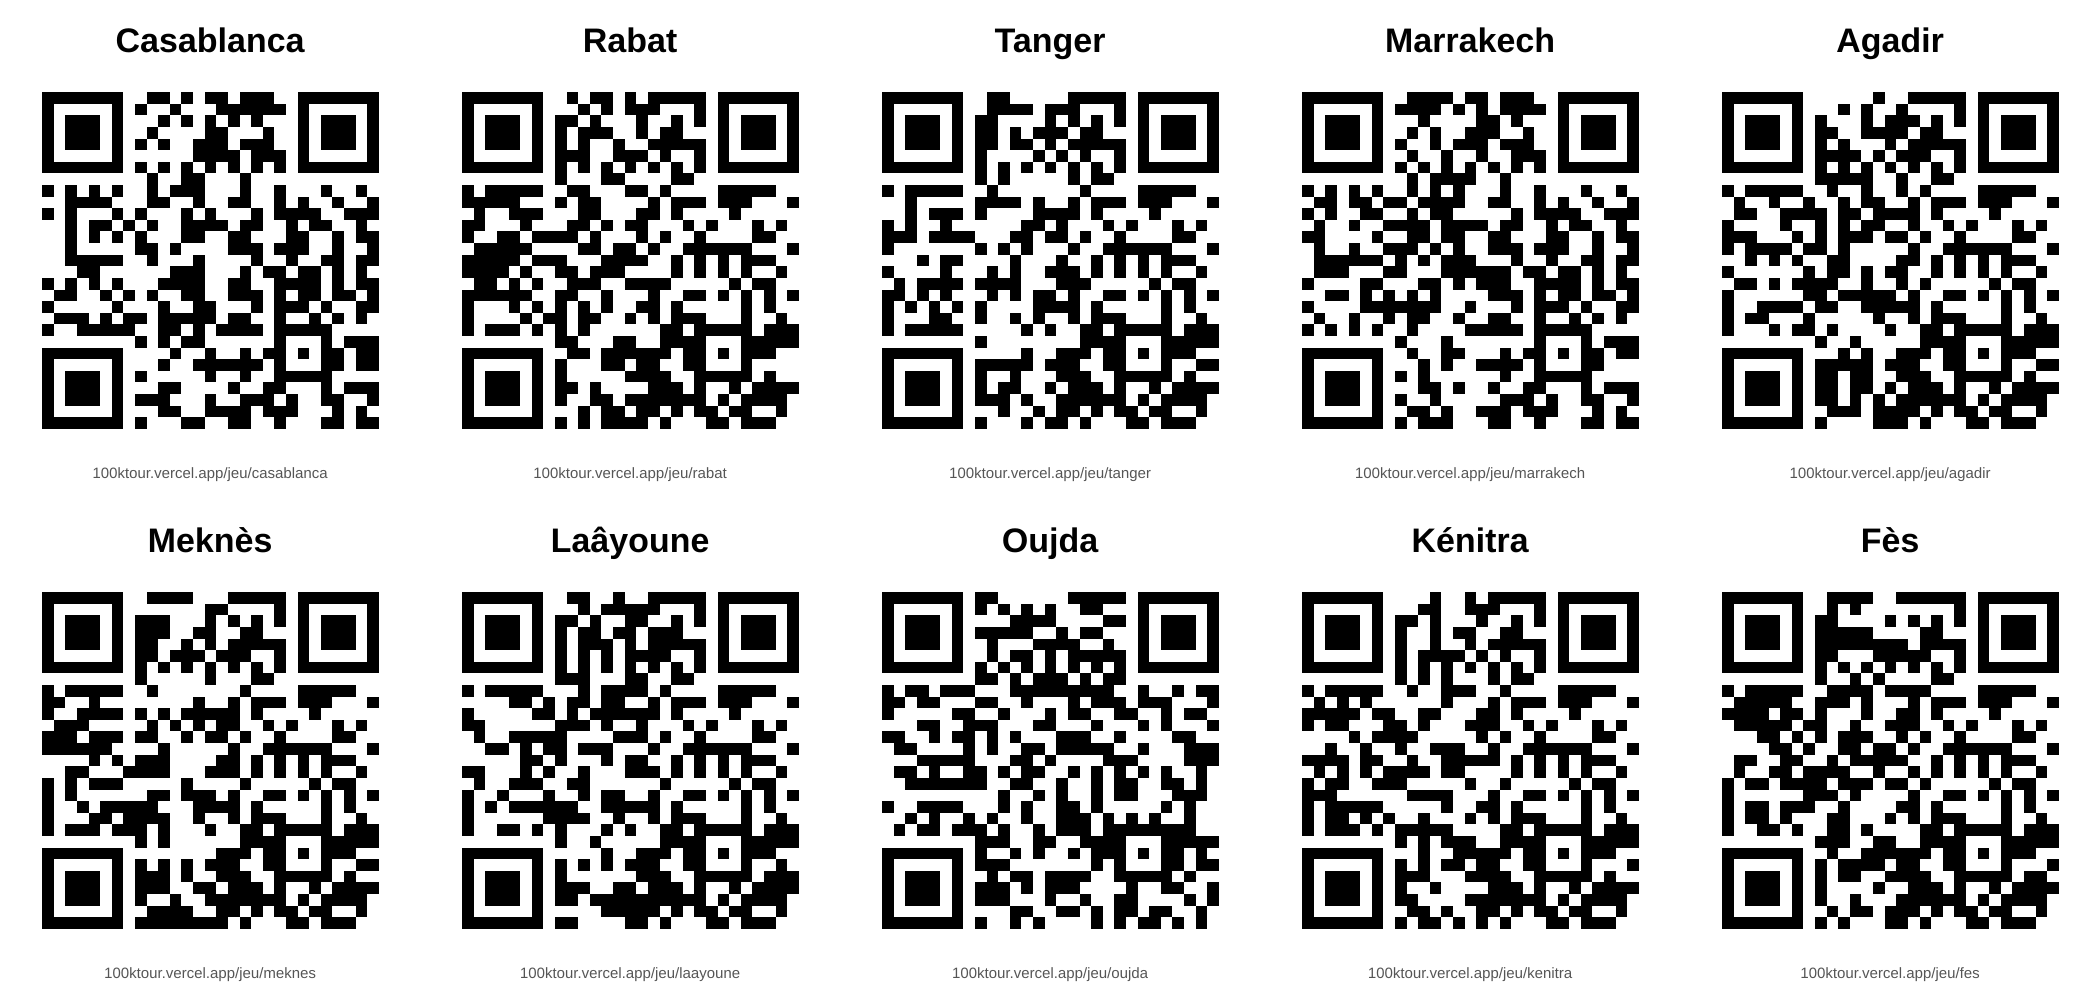 Casablanca
Rabat
Tanger
Marrakech
Agadir
100ktour.vercel.app/jeu/casablanca
100ktour.vercel.app/jeu/rabat
100ktour.vercel.app/jeu/tanger
100ktour.vercel.app/jeu/marrakech
100ktour.vercel.app/jeu/agadir
Meknès
Laâyoune
Oujda
Kénitra
Fès
100ktour.vercel.app/jeu/meknes
100ktour.vercel.app/jeu/laayoune
100ktour.vercel.app/jeu/oujda
100ktour.vercel.app/jeu/kenitra
100ktour.vercel.app/jeu/fes